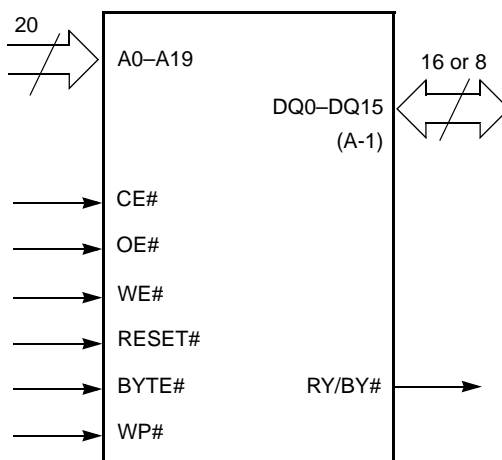 20
A0–A19
16 or 8
DQ0–DQ15
(A-1)
CE#
OE#
WE#
RESET#
BYTE#
RY/BY#
WP#